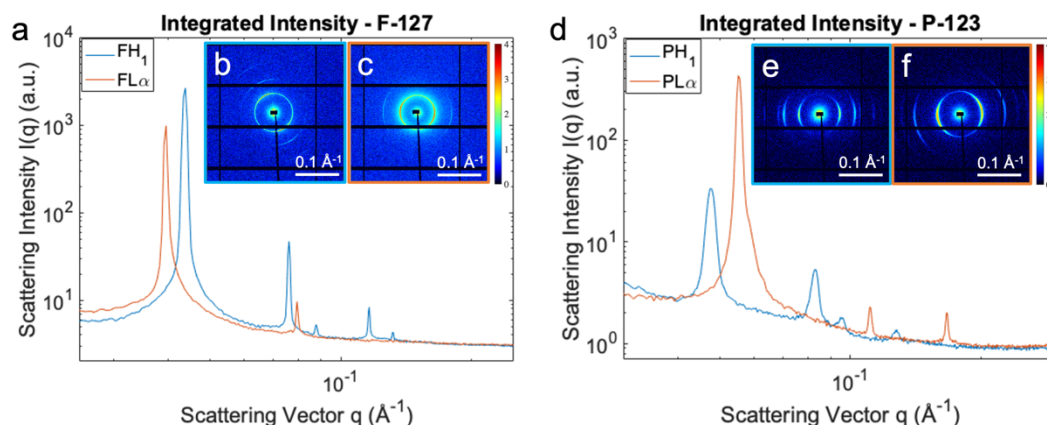 a
Integrated Intensity - F-127
FH1
FLα
b
c
0.1 Å-1
0.1 Å-1
4
3
2
1
0
104
103
102
101
10-1
Scattering Intensity I(q) (a.u.)
Scattering Vector q (Å-1)
d
Integrated Intensity - P-123
PH1
PLα
e
f
0.1 Å-1
0.1 Å-1
103
102
101
100
10-1
Scattering Intensity I(q) (a.u.)
Scattering Vector q (Å-1)